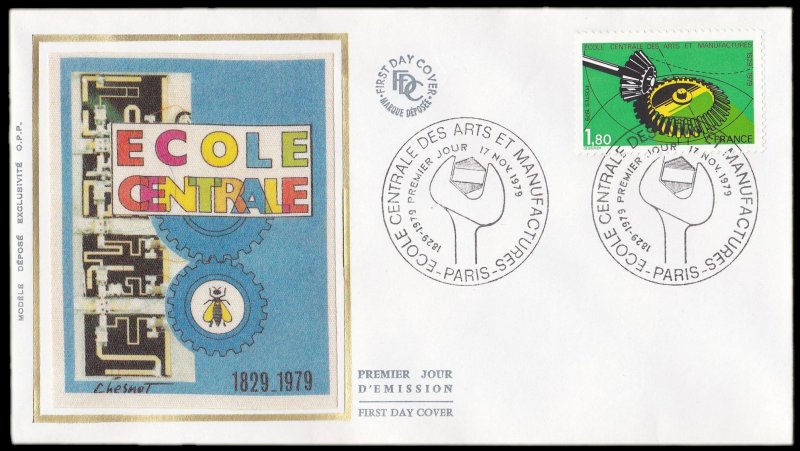 MODÈLE DÉPOSÉ EXCLUSIVITÉ O.P.P.
ECOLE
CENTRALE
Chesnot
1829_1979
FIRST DAY COVER
FDC
MARQUE DÉPOSÉE
ECOLE CENTRALE DES ARTS ET MANUFACTURES
PARIS
1829-1979 PREMIER JOUR 17 NOV. 1979
ECOLE CENTRALE DES ARTS ET MANUFACTURES
1829.1979
1,80
FRANCE
ECOLE CENTRALE DES ARTS ET MANUFACTURES
PARIS
1829-1979 PREMIER JOUR 17 NOV. 1979
PREMIER JOUR
D'EMISSION
FIRST DAY COVER